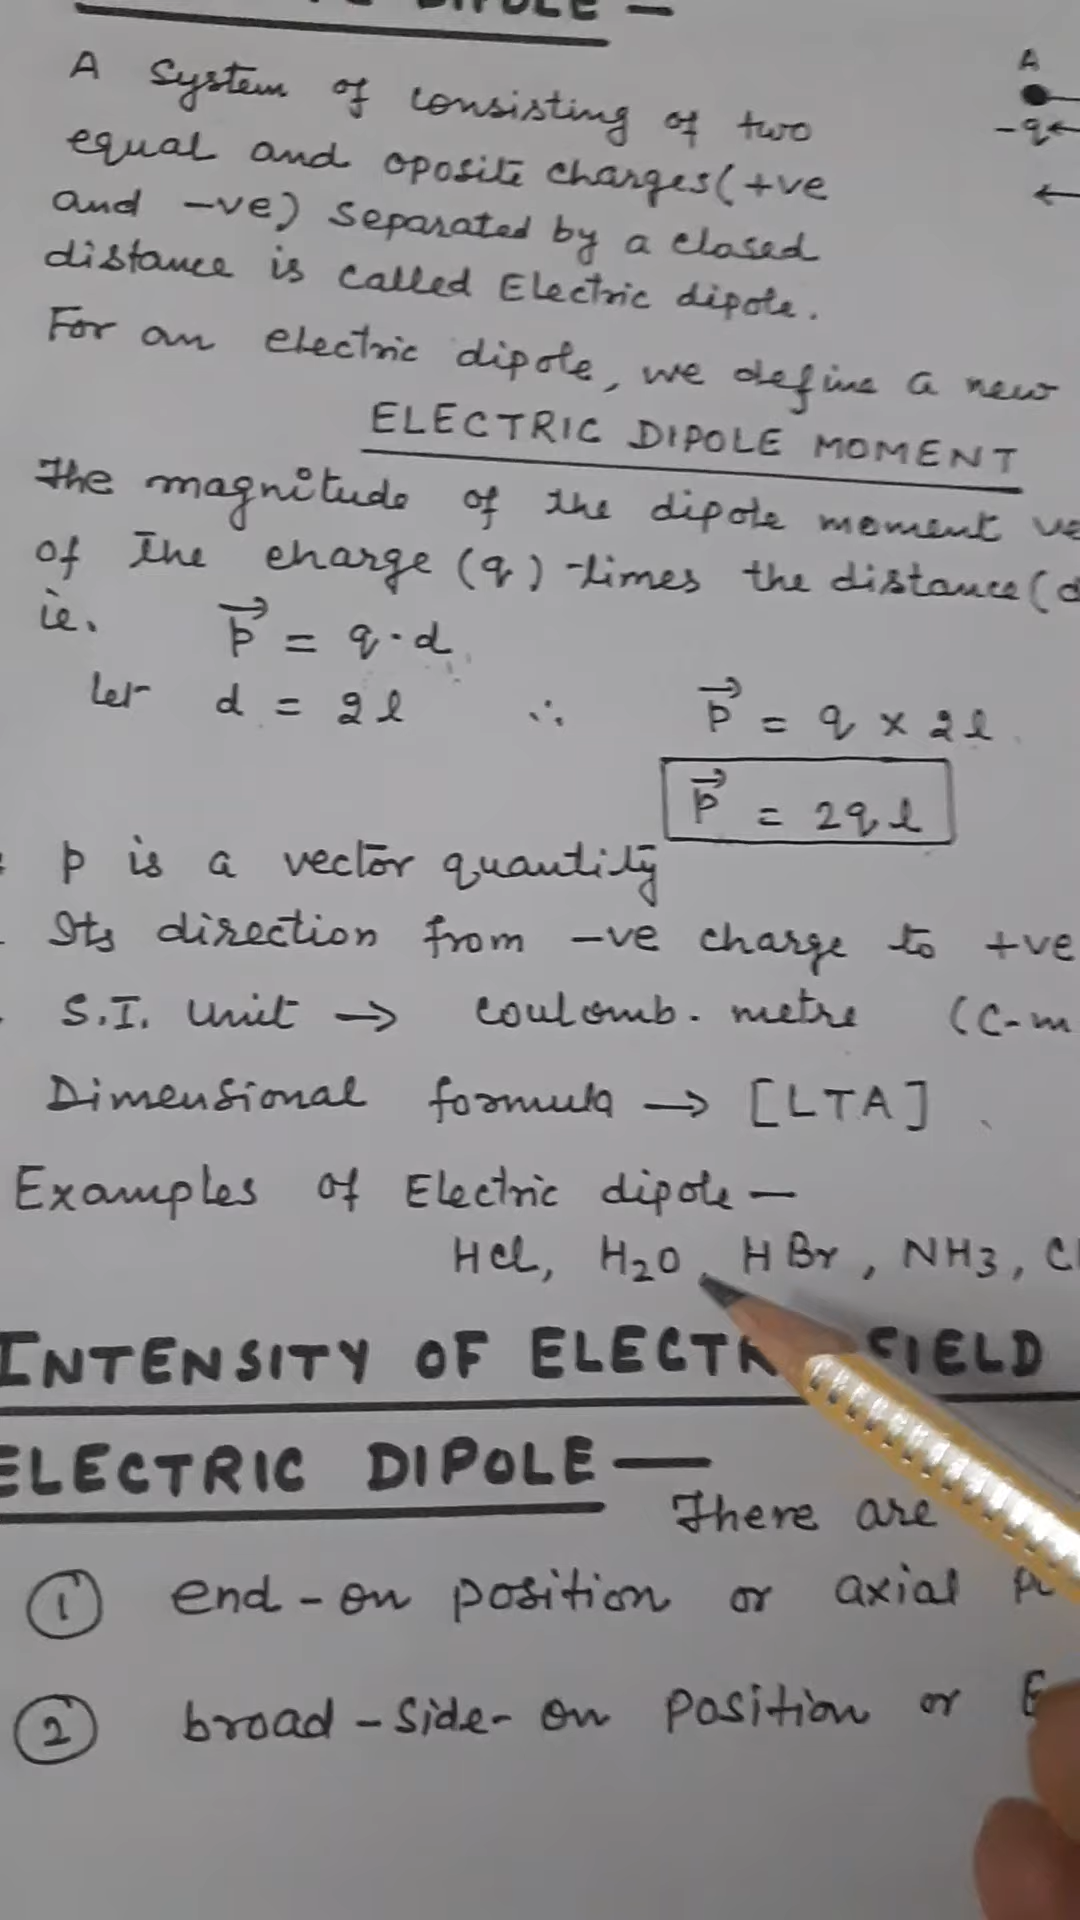 DIPOLE —
A System of consisting of two
equal and oposite charges (+ve
and -ve) separated by a closed
distance is called Electric dipole.
For an electric dipole, we define a new
ELECTRIC DIPOLE MOMENT
The magnitude of the dipole moment
of The charge (q) times the distance (d
ie. p⃗ = q·d
Let d = 2l ∴ p⃗ = q × 2l
p⃗ = 2ql
p is a vector quantity
Its direction from -ve charge to +ve
S.I. Unit → coulomb. metre (C-m
Dimensional formula → [LTA]
Examples of Electric dipole —
HCl, H2O, HBr, NH3,
INTENSITY OF FIELD
ELECTRIC DIPOLE —
There are
① end-on position or axial
② broad-side-on position or
A
-q